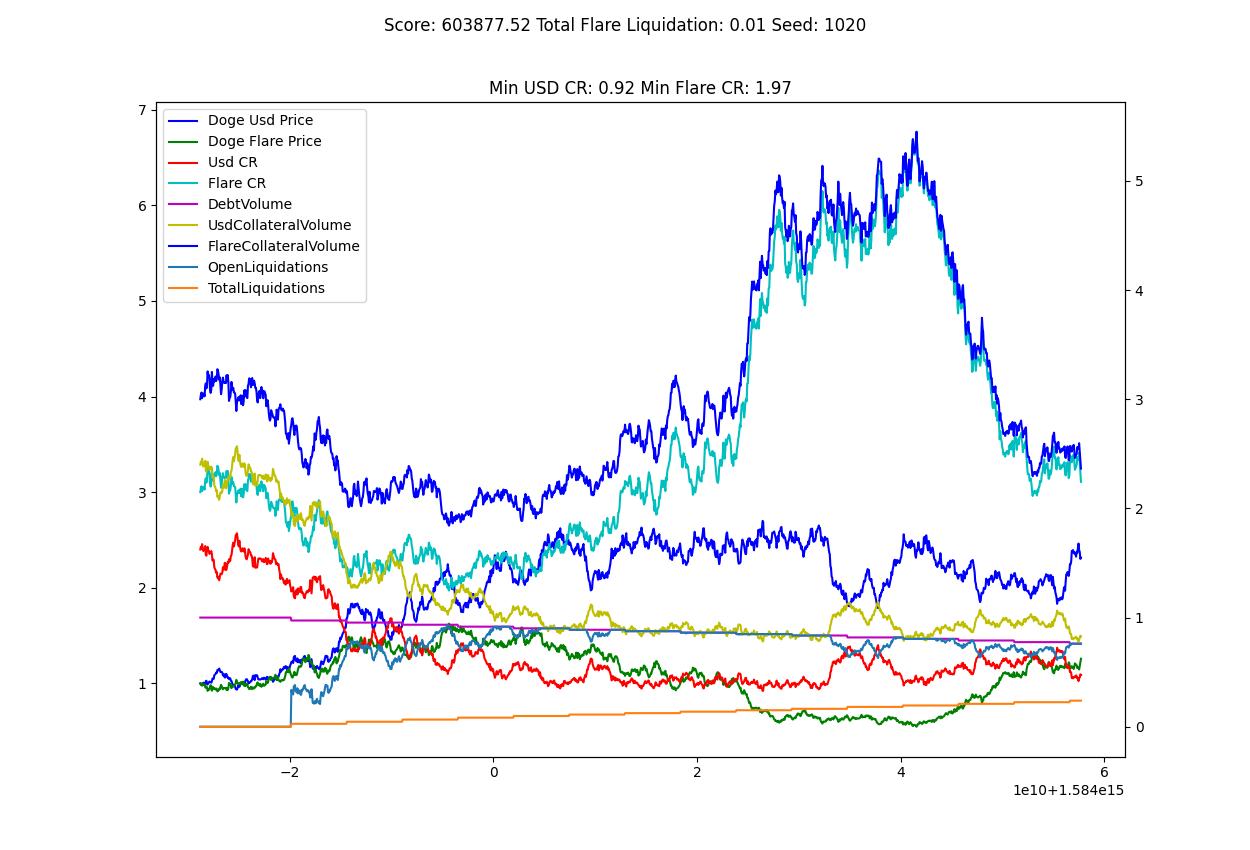 Score: 603877.52 Total Flare Liquidation: 0.01 Seed: 1020
Min USD CR: 0.92 Min Flare CR: 1.97
Doge Usd Price
Doge Flare Price
Usd CR
Flare CR
DebtVolume
UsdCollateralVolume
FlareCollateralVolume
OpenLiquidations
TotalLiquidations
7
6
5
4
3
2
1
5
4
3
2
1
0
−2
0
2
4
6
1e10+1.584e15